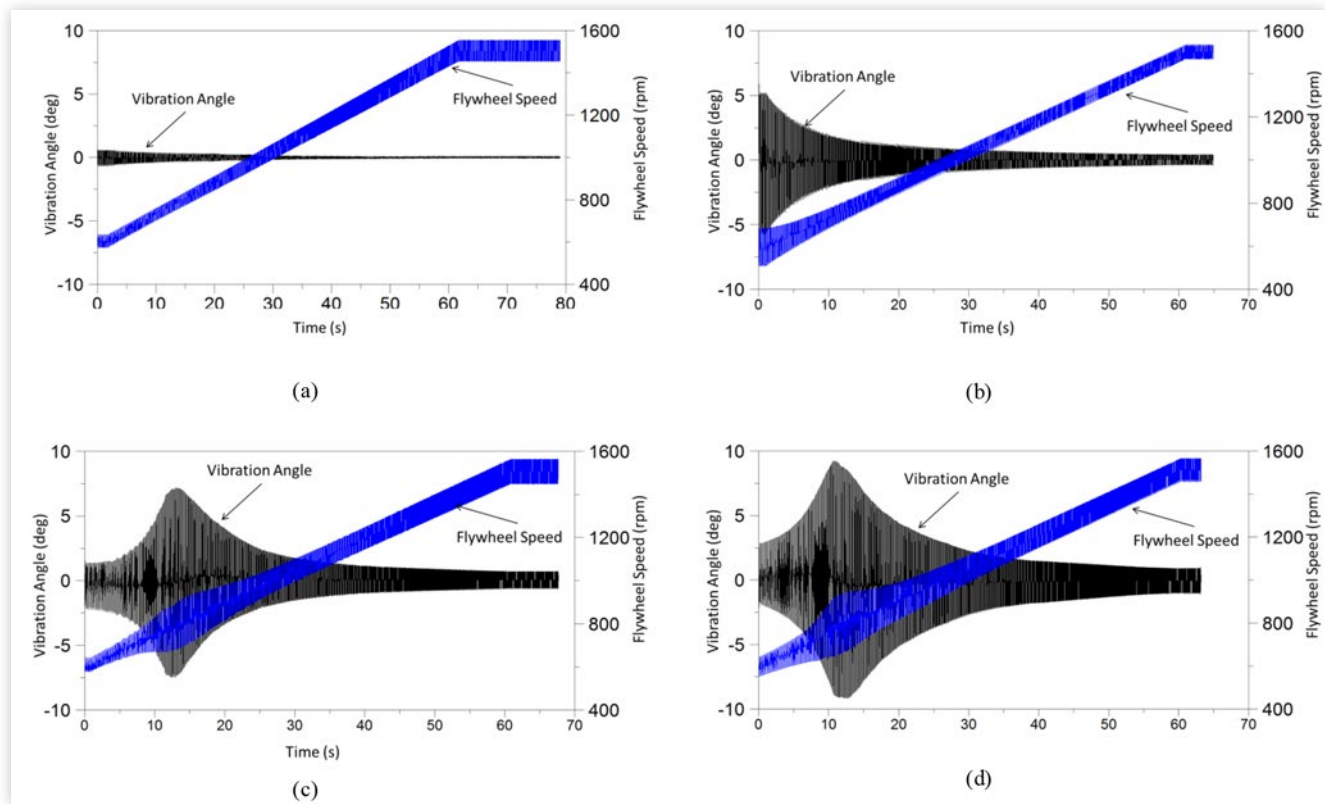 10
5
0
-5
-10
Vibration Angle (deg)
1600
1200
800
400
Flywheel Speed (rpm)
Vibration Angle
Flywheel Speed
0 10 20 30 40 50 60 70 80
Time (s)
(a)
10
5
0
-5
-10
Vibration Angle (deg)
1600
1200
800
400
Flywheel Speed (rpm)
Vibration Angle
Flywheel Speed
0 10 20 30 40 50 60 70
Time (s)
(b)
10
5
0
-5
-10
Vibration Angle (deg)
1600
1200
800
400
Flywheel Speed (rpm)
Vibration Angle
Flywheel Speed
0 10 20 30 40 50 60 70
Time (s)
(c)
10
5
0
-5
-10
Vibration Angle (deg)
1600
1200
800
400
Flywheel Speed (rpm)
Vibration Angle
Flywheel Speed
0 10 20 30 40 50 60 70
(d)